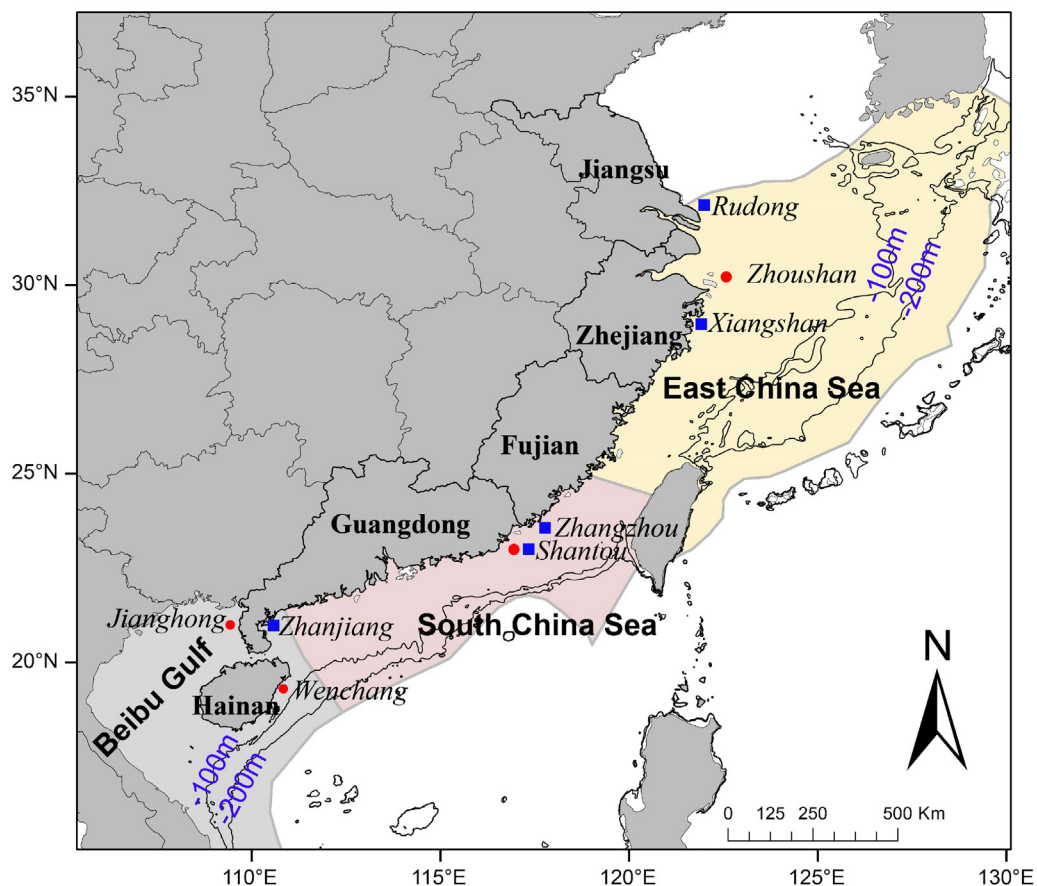 35°N
Jiangsu
Rudong
-100m
-200m
30°N
Zhoushan
Zhejiang
Xiangshan
East China Sea
Fujian
25°N
Guangdong
Zhangzhou
Shantou
Jianghong
Zhanjiang
South China Sea
N
20°N
Beibu Gulf
Hainan
Wenchang
-100m
-200m
0 125 250 500 Km
110°E 115°E 120°E 125°E 130°E